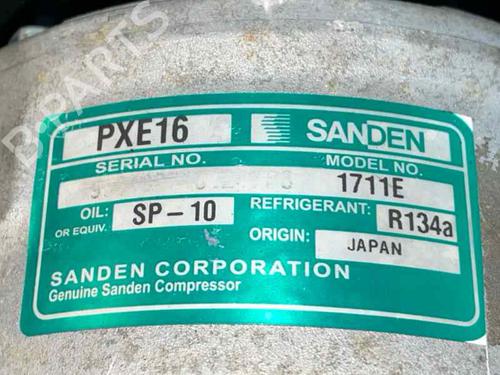 PXE16 SANDEN
SERIAL NO. MODEL NO.
1711E
OIL: SP-10 REFRIGERANT: R134a
OR EQUIV. ORIGIN: JAPAN
SANDEN CORPORATION
Genuine Sanden Compressor
B-PARTS